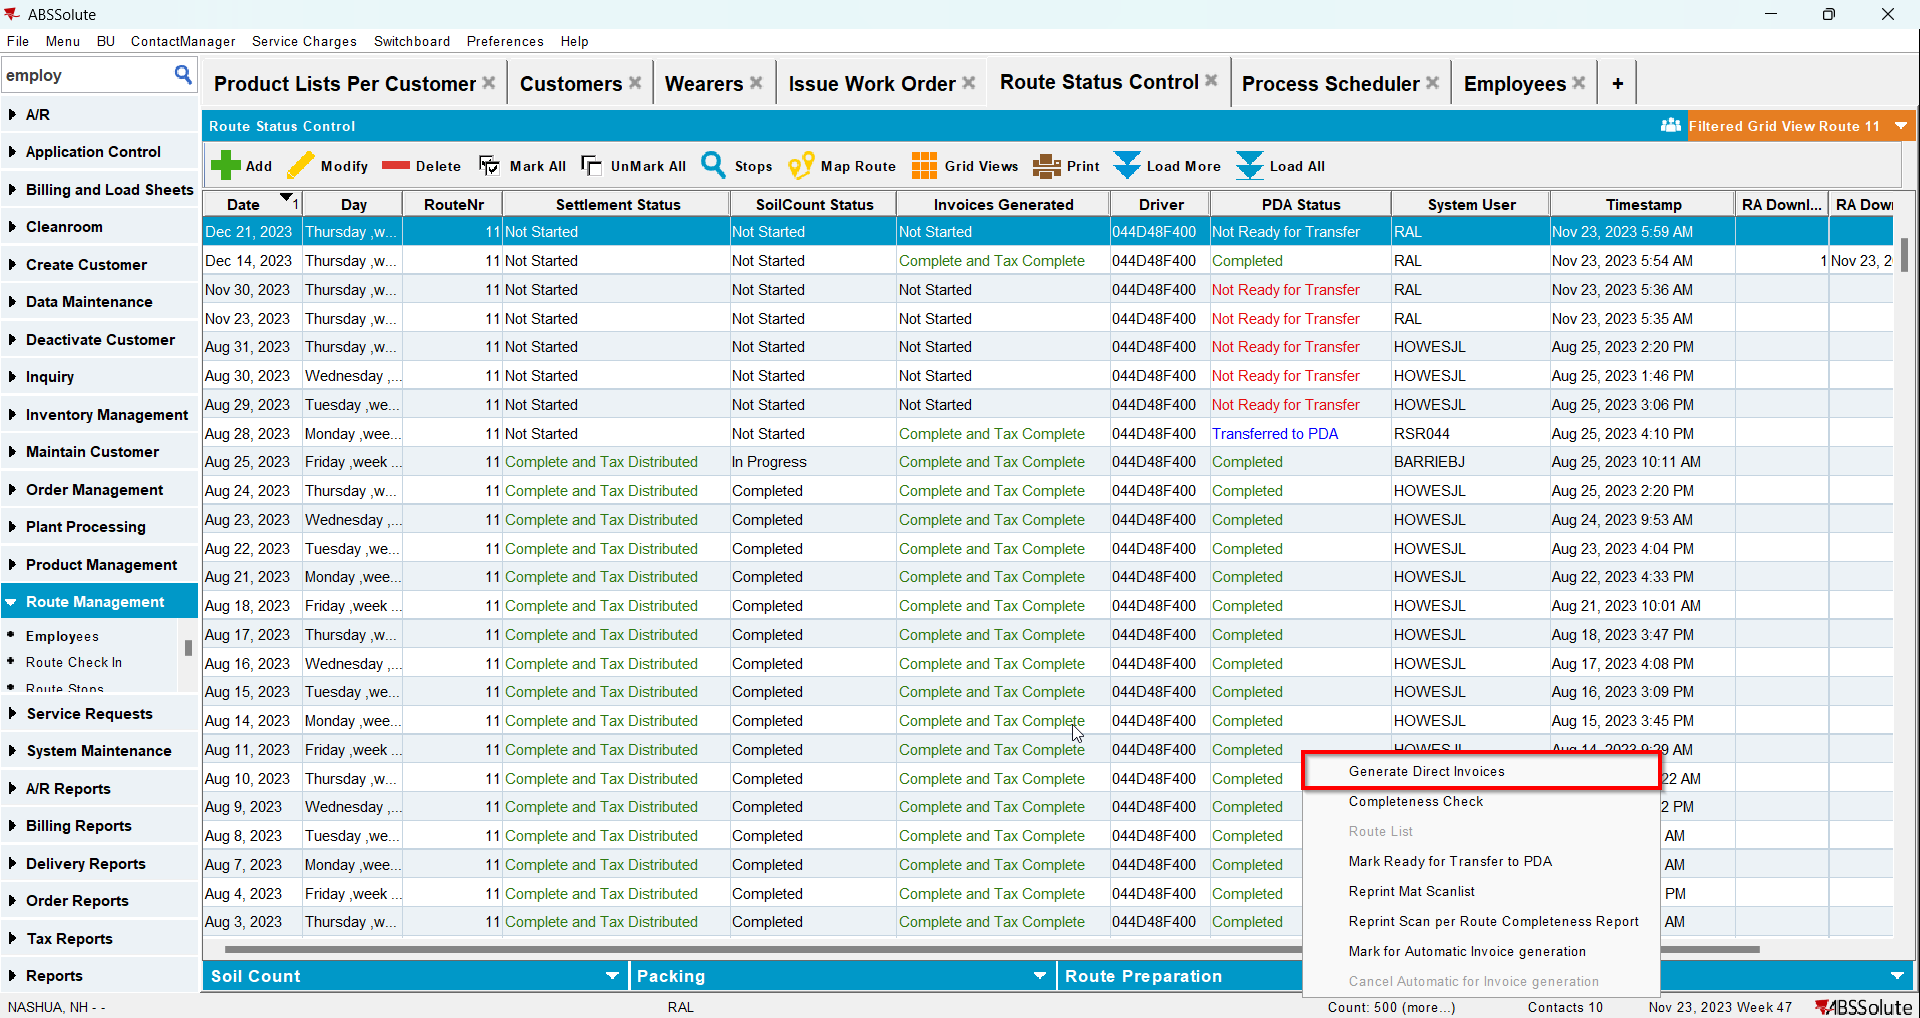 ABSSolute
File Menu BU ContactManager Service Charges Switchboard Preferences Help
employ
Product Lists Per Customer Customers Wearers Issue Work Order Route Status Control Process Scheduler Employees +
Route Status Control Filtered Grid View Route 11
Add Modify Delete Mark All UnMark All Stops Map Route Grid Views Print Load More Load All
A/R
Application Control
Billing and Load Sheets
Cleanroom
Create Customer
Data Maintenance
Deactivate Customer
Inquiry
Inventory Management
Maintain Customer
Order Management
Plant Processing
Product Management
Route Management
Employees
Route Check In
Route Stops
Service Requests
System Maintenance
A/R Reports
Billing Reports
Delivery Reports
Order Reports
Tax Reports
Reports
Date 1 Day RouteNr Settlement Status SoilCount Status Invoices Generated Driver PDA Status System User Timestamp RA Downl... RA Down
Dec 21, 2023 Thursday ,w... 11 Not Started Not Started Not Started 044D48F400 Not Ready for Transfer RAL Nov 23, 2023 5:59 AM
Dec 14, 2023 Thursday ,w... 11 Not Started Not Started Complete and Tax Complete 044D48F400 Completed RAL Nov 23, 2023 5:54 AM 1 Nov 23, 2
Nov 30, 2023 Thursday ,w... 11 Not Started Not Started Not Started 044D48F400 Not Ready for Transfer RAL Nov 23, 2023 5:36 AM
Nov 23, 2023 Thursday ,w... 11 Not Started Not Started Not Started 044D48F400 Not Ready for Transfer RAL Nov 23, 2023 5:35 AM
Aug 31, 2023 Thursday ,w... 11 Not Started Not Started Not Started 044D48F400 Not Ready for Transfer HOWESJL Aug 25, 2023 2:20 PM
Aug 30, 2023 Wednesday ,... 11 Not Started Not Started Not Started 044D48F400 Not Ready for Transfer HOWESJL Aug 25, 2023 1:46 PM
Aug 29, 2023 Tuesday ,we... 11 Not Started Not Started Not Started 044D48F400 Not Ready for Transfer HOWESJL Aug 25, 2023 3:06 PM
Aug 28, 2023 Monday ,wee... 11 Not Started Not Started Complete and Tax Complete 044D48F400 Transferred to PDA RSR044 Aug 25, 2023 4:10 PM
Aug 25, 2023 Friday ,week ... 11 Complete and Tax Distributed In Progress Complete and Tax Complete 044D48F400 Completed BARRIEBJ Aug 25, 2023 10:11 AM
Aug 24, 2023 Thursday ,w... 11 Complete and Tax Distributed Completed Complete and Tax Complete 044D48F400 Completed HOWESJL Aug 25, 2023 2:20 PM
Aug 23, 2023 Wednesday ,... 11 Complete and Tax Distributed Completed Complete and Tax Complete 044D48F400 Completed HOWESJL Aug 24, 2023 9:53 AM
Aug 22, 2023 Tuesday ,we... 11 Complete and Tax Distributed Completed Complete and Tax Complete 044D48F400 Completed HOWESJL Aug 23, 2023 4:04 PM
Aug 21, 2023 Monday ,wee... 11 Complete and Tax Distributed Completed Complete and Tax Complete 044D48F400 Completed HOWESJL Aug 22, 2023 4:33 PM
Aug 18, 2023 Friday ,week ... 11 Complete and Tax Distributed Completed Complete and Tax Complete 044D48F400 Completed HOWESJL Aug 21, 2023 10:01 AM
Aug 17, 2023 Thursday ,w... 11 Complete and Tax Distributed Completed Complete and Tax Complete 044D48F400 Completed HOWESJL Aug 18, 2023 3:47 PM
Aug 16, 2023 Wednesday ,... 11 Complete and Tax Distributed Completed Complete and Tax Complete 044D48F400 Completed HOWESJL Aug 17, 2023 4:08 PM
Aug 15, 2023 Tuesday ,we... 11 Complete and Tax Distributed Completed Complete and Tax Complete 044D48F400 Completed HOWESJL Aug 16, 2023 3:09 PM
Aug 14, 2023 Monday ,wee... 11 Complete and Tax Distributed Completed Complete and Tax Complete 044D48F400 Completed HOWESJL Aug 15, 2023 3:45 PM
Aug 11, 2023 Friday ,week ... 11 Complete and Tax Distributed Completed Complete and Tax Complete 044D48F400 Completed HOWESJL Aug 14, 2023 9:29 AM
Aug 10, 2023 Thursday ,w... 11 Complete and Tax Distributed Completed Complete and Tax Complete 044D48F400 Completed 22 AM
Aug 9, 2023 Wednesday ,... 11 Complete and Tax Distributed Completed Complete and Tax Complete 044D48F400 Completed 2 PM
Aug 8, 2023 Tuesday ,we... 11 Complete and Tax Distributed Completed Complete and Tax Complete 044D48F400 Completed AM
Aug 7, 2023 Monday ,wee... 11 Complete and Tax Distributed Completed Complete and Tax Complete 044D48F400 Completed AM
Aug 4, 2023 Friday ,week ... 11 Complete and Tax Distributed Completed Complete and Tax Complete 044D48F400 Completed PM
Aug 3, 2023 Thursday ,w... 11 Complete and Tax Distributed Completed Complete and Tax Complete 044D48F400 Completed AM
Generate Direct Invoices
Completeness Check
Route List
Mark Ready for Transfer to PDA
Reprint Mat Scanlist
Reprint Scan per Route Completeness Report
Mark for Automatic Invoice generation
Cancel Automatic for Invoice generation
Soil Count Packing Route Preparation
NASHUA, NH - - RAL Count: 500 (more...) Contacts 10 Nov 23, 2023 Week 47 ABSSolute